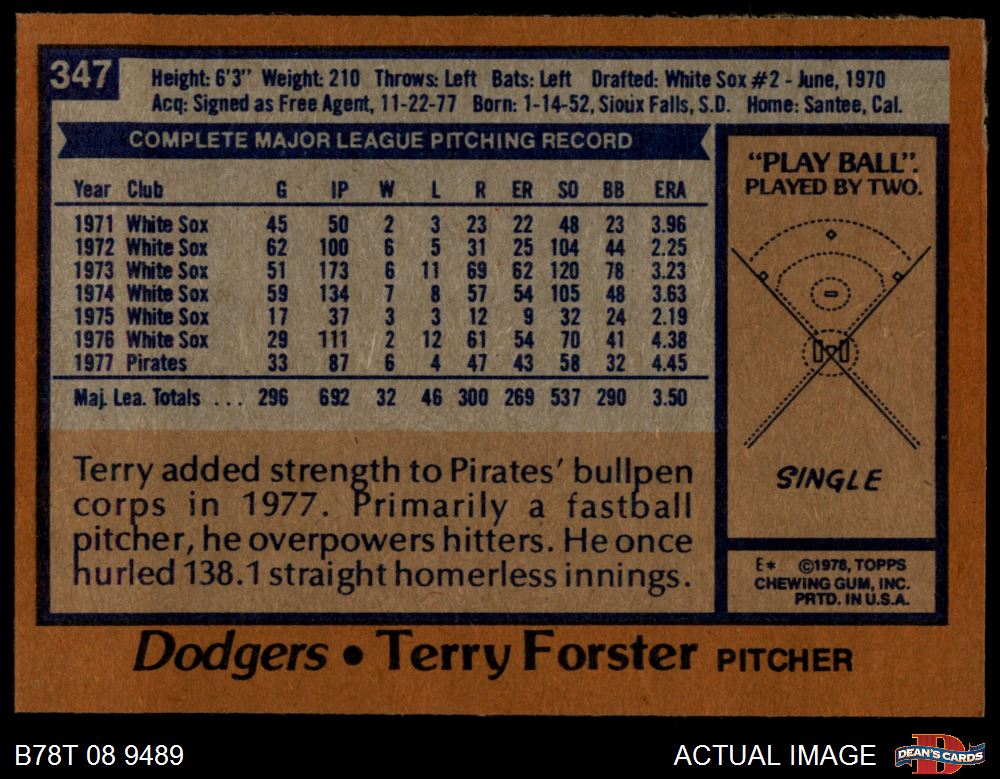 347
Height: 6'3" Weight: 210 Throws: Left Bats: Left Drafted: White Sox #2 - June, 1970
Acq: Signed as Free Agent, 11-22-77 Born: 1-14-52, Sioux Falls, S.D. Home: Santee, Cal.
COMPLETE MAJOR LEAGUE PITCHING RECORD
Year Club G IP W L R ER SO BB ERA
1971 White Sox 45 50 2 3 23 22 48 23 3.96
1972 White Sox 62 100 6 5 31 25 104 44 2.25
1973 White Sox 51 173 6 11 69 62 120 78 3.23
1974 White Sox 59 134 7 8 57 54 105 48 3.63
1975 White Sox 17 37 3 3 12 9 32 24 2.19
1976 White Sox 29 111 2 12 61 54 70 41 4.38
1977 Pirates 33 87 6 4 47 43 58 32 4.45
Maj. Lea. Totals ... 296 692 32 46 300 269 537 290 3.50
Terry added strength to Pirates' bullpen
corps in 1977. Primarily a fastball
pitcher, he overpowers hitters. He once
hurled 138.1 straight homerless innings.
"PLAY BALL".
PLAYED BY TWO.
SINGLE
E* ©1978, TOPPS
CHEWING GUM, INC.
PRTD. IN U.S.A.
Dodgers • Terry Forster PITCHER
B78T 08 9489
ACTUAL IMAGE
DEAN'S CARDS